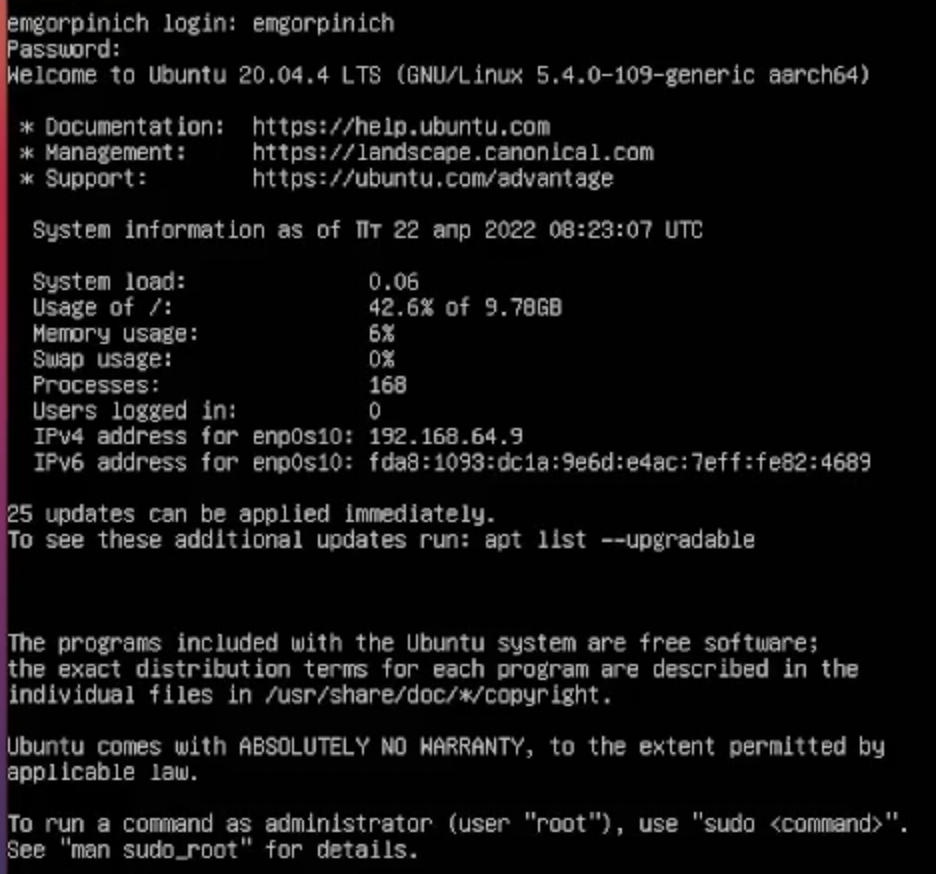 emgorpinich login: emgorpinich
Password:
Welcome to Ubuntu 20.04.4 LTS (GNU/Linux 5.4.0-109-generic aarch64)
* Documentation: https://help.ubuntu.com
* Management: https://landscape.canonical.com
* Support: https://ubuntu.com/advantage
System information as of Пт 22 апр 2022 08:23:07 UTC
System load: 0.06
Usage of /: 42.6% of 9.78GB
Memory usage: 6%
Swap usage: 0%
Processes: 168
Users logged in: 0
IPv4 address for enp0s10: 192.168.64.9
IPv6 address for enp0s10: fda8:1093:dc1a:9e6d:e4ac:7eff:fe82:4689
25 updates can be applied immediately.
To see these additional updates run: apt list --upgradable
The programs included with the Ubuntu system are free software;
the exact distribution terms for each program are described in the
individual files in /usr/share/doc/*/copyright.
Ubuntu comes with ABSOLUTELY NO WARRANTY, to the extent permitted by
applicable law.
To run a command as administrator (user "root"), use "sudo <command>".
See "man sudo_root" for details.